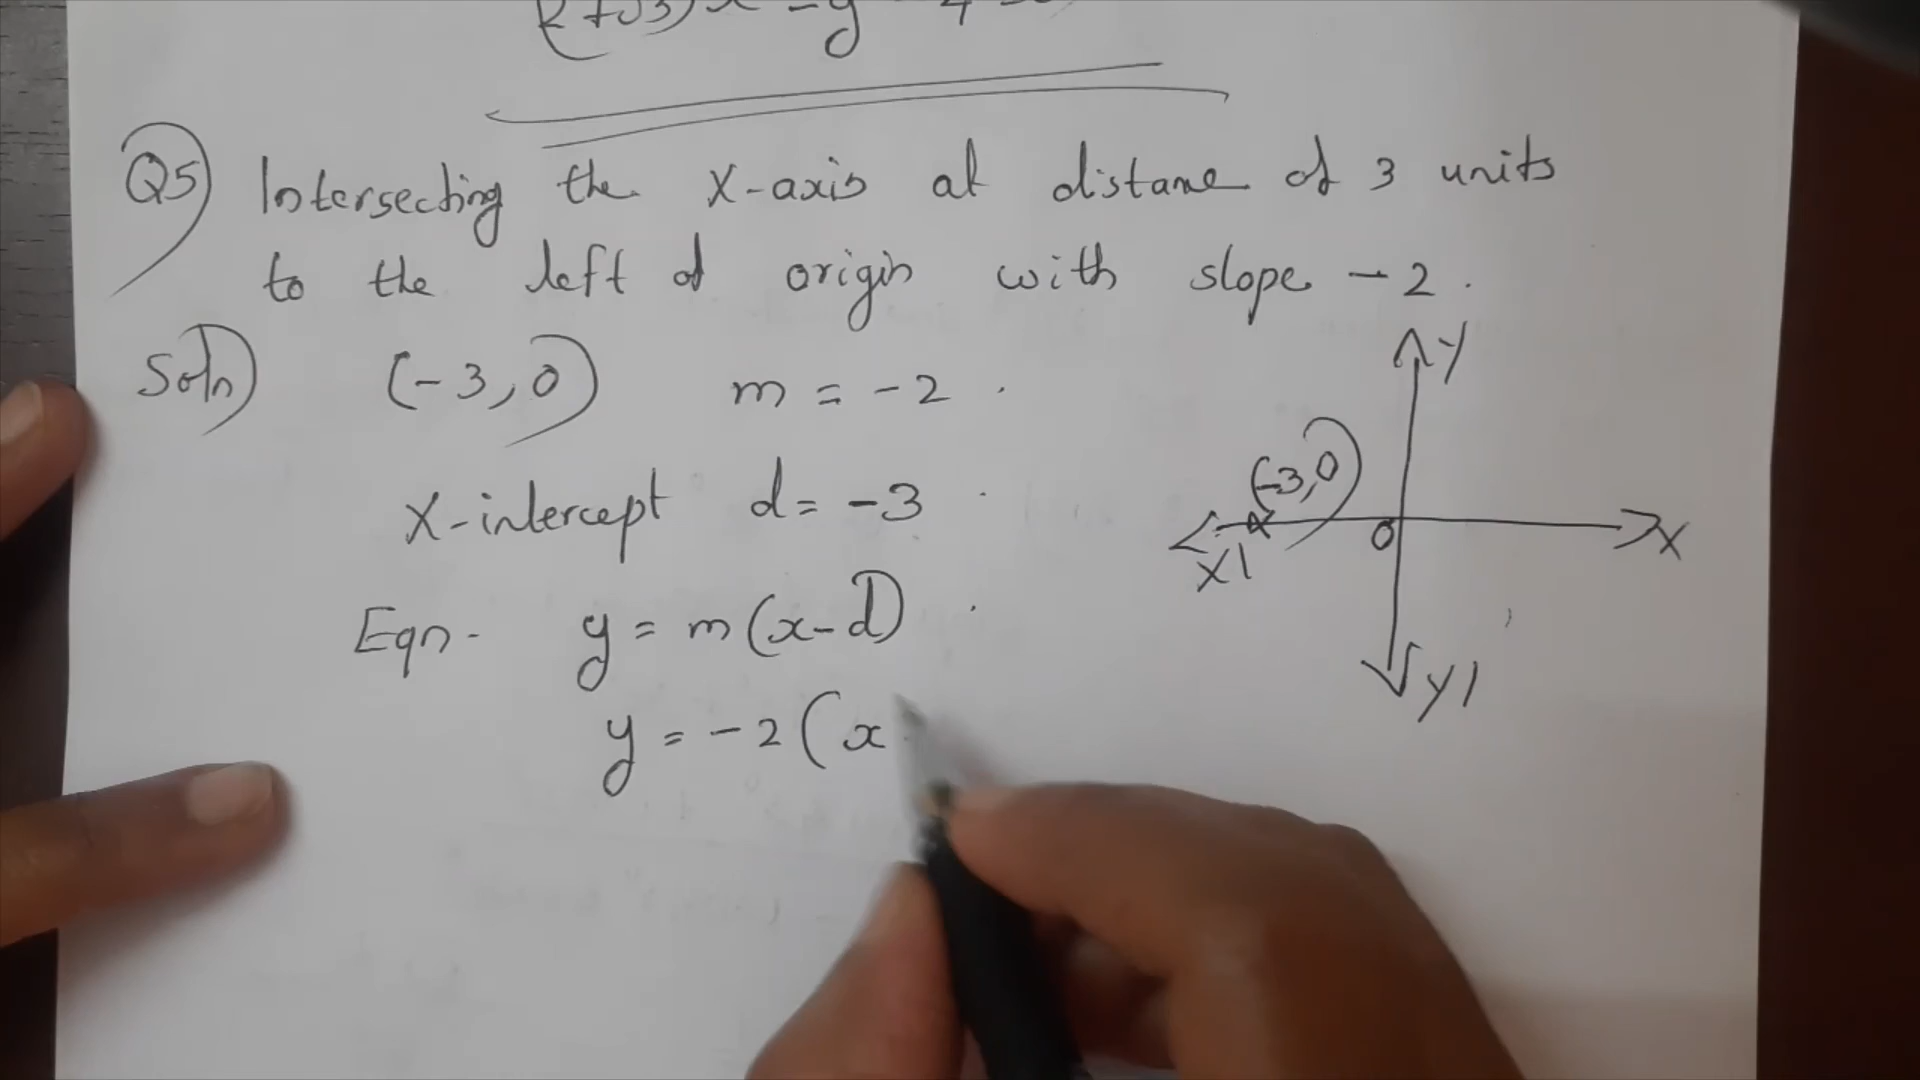 Q5) Intersecting the X-axis at distane of 3 units
to the left of origin with slope -2.
Soln) (-3,0) m = -2.
X-intercept d = -3.
Eqn- y = m(x-d).
y = -2(x
Y
(-3,0)
X1 O X
Y1